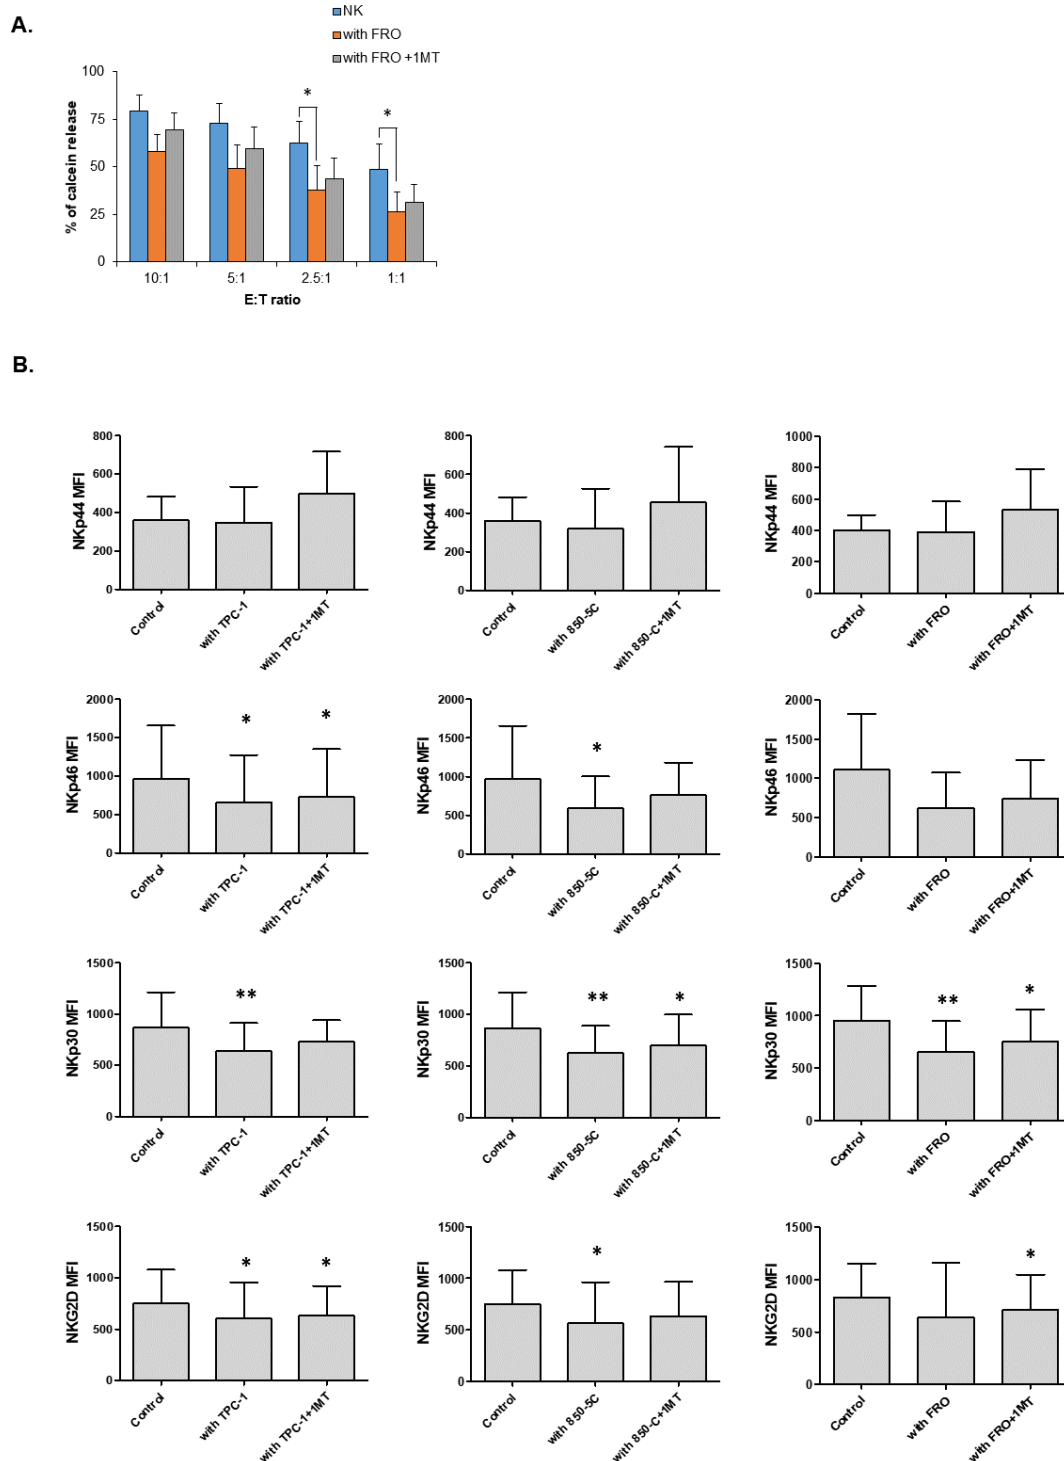 A.
NK
with FRO
with FRO +1MT
% of calcein release
100
75
50
25
0
*
*
10:1
5:1
2.5:1
1:1
E:T ratio
B.
NKp44 MFI
800
600
400
200
0
Control
with TPC-1
with TPC-1+1MT
NKp44 MFI
800
600
400
200
0
Control
with 850-5C
with 850-C+1MT
NKp44 MFI
1000
800
600
400
200
0
Control
with FRO
with FRO+1MT
NKp46 MFI
2000
1500
1000
500
0
*
*
Control
with TPC-1
with TPC-1+1MT
NKp46 MFI
2000
1500
1000
500
0
*
Control
with 850-5C
with 850-C+1MT
NKp46 MFI
2000
1500
1000
500
0
Control
with FRO
with FRO+1MT
NKp30 MFI
1500
1000
500
0
**
Control
with TPC-1
with TPC-1+1MT
NKp30 MFI
1500
1000
500
0
**
*
Control
with 850-5C
with 850-C+1MT
NKp30 MFI
1500
1000
500
0
**
*
Control
with FRO
with FRO+1MT
NKG2D MFI
1500
1000
500
0
*
*
Control
with TPC-1
with TPC-1+1MT
NKG2D MFI
1500
1000
500
0
*
Control
with 850-5C
with 850-C+1MT
NKG2D MFI
1500
1000
500
0
*
Control
with FRO
with FRO+1MT